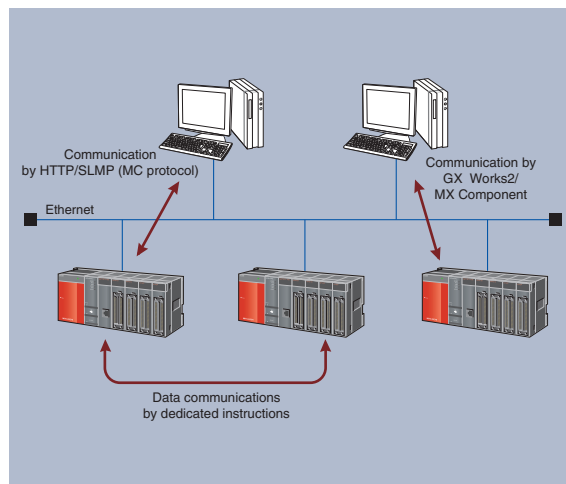 Communication
by HTTP/SLMP (MC protocol)
Communication by
GX Works2/
MX Component
Ethernet
Data communications
by dedicated instructions